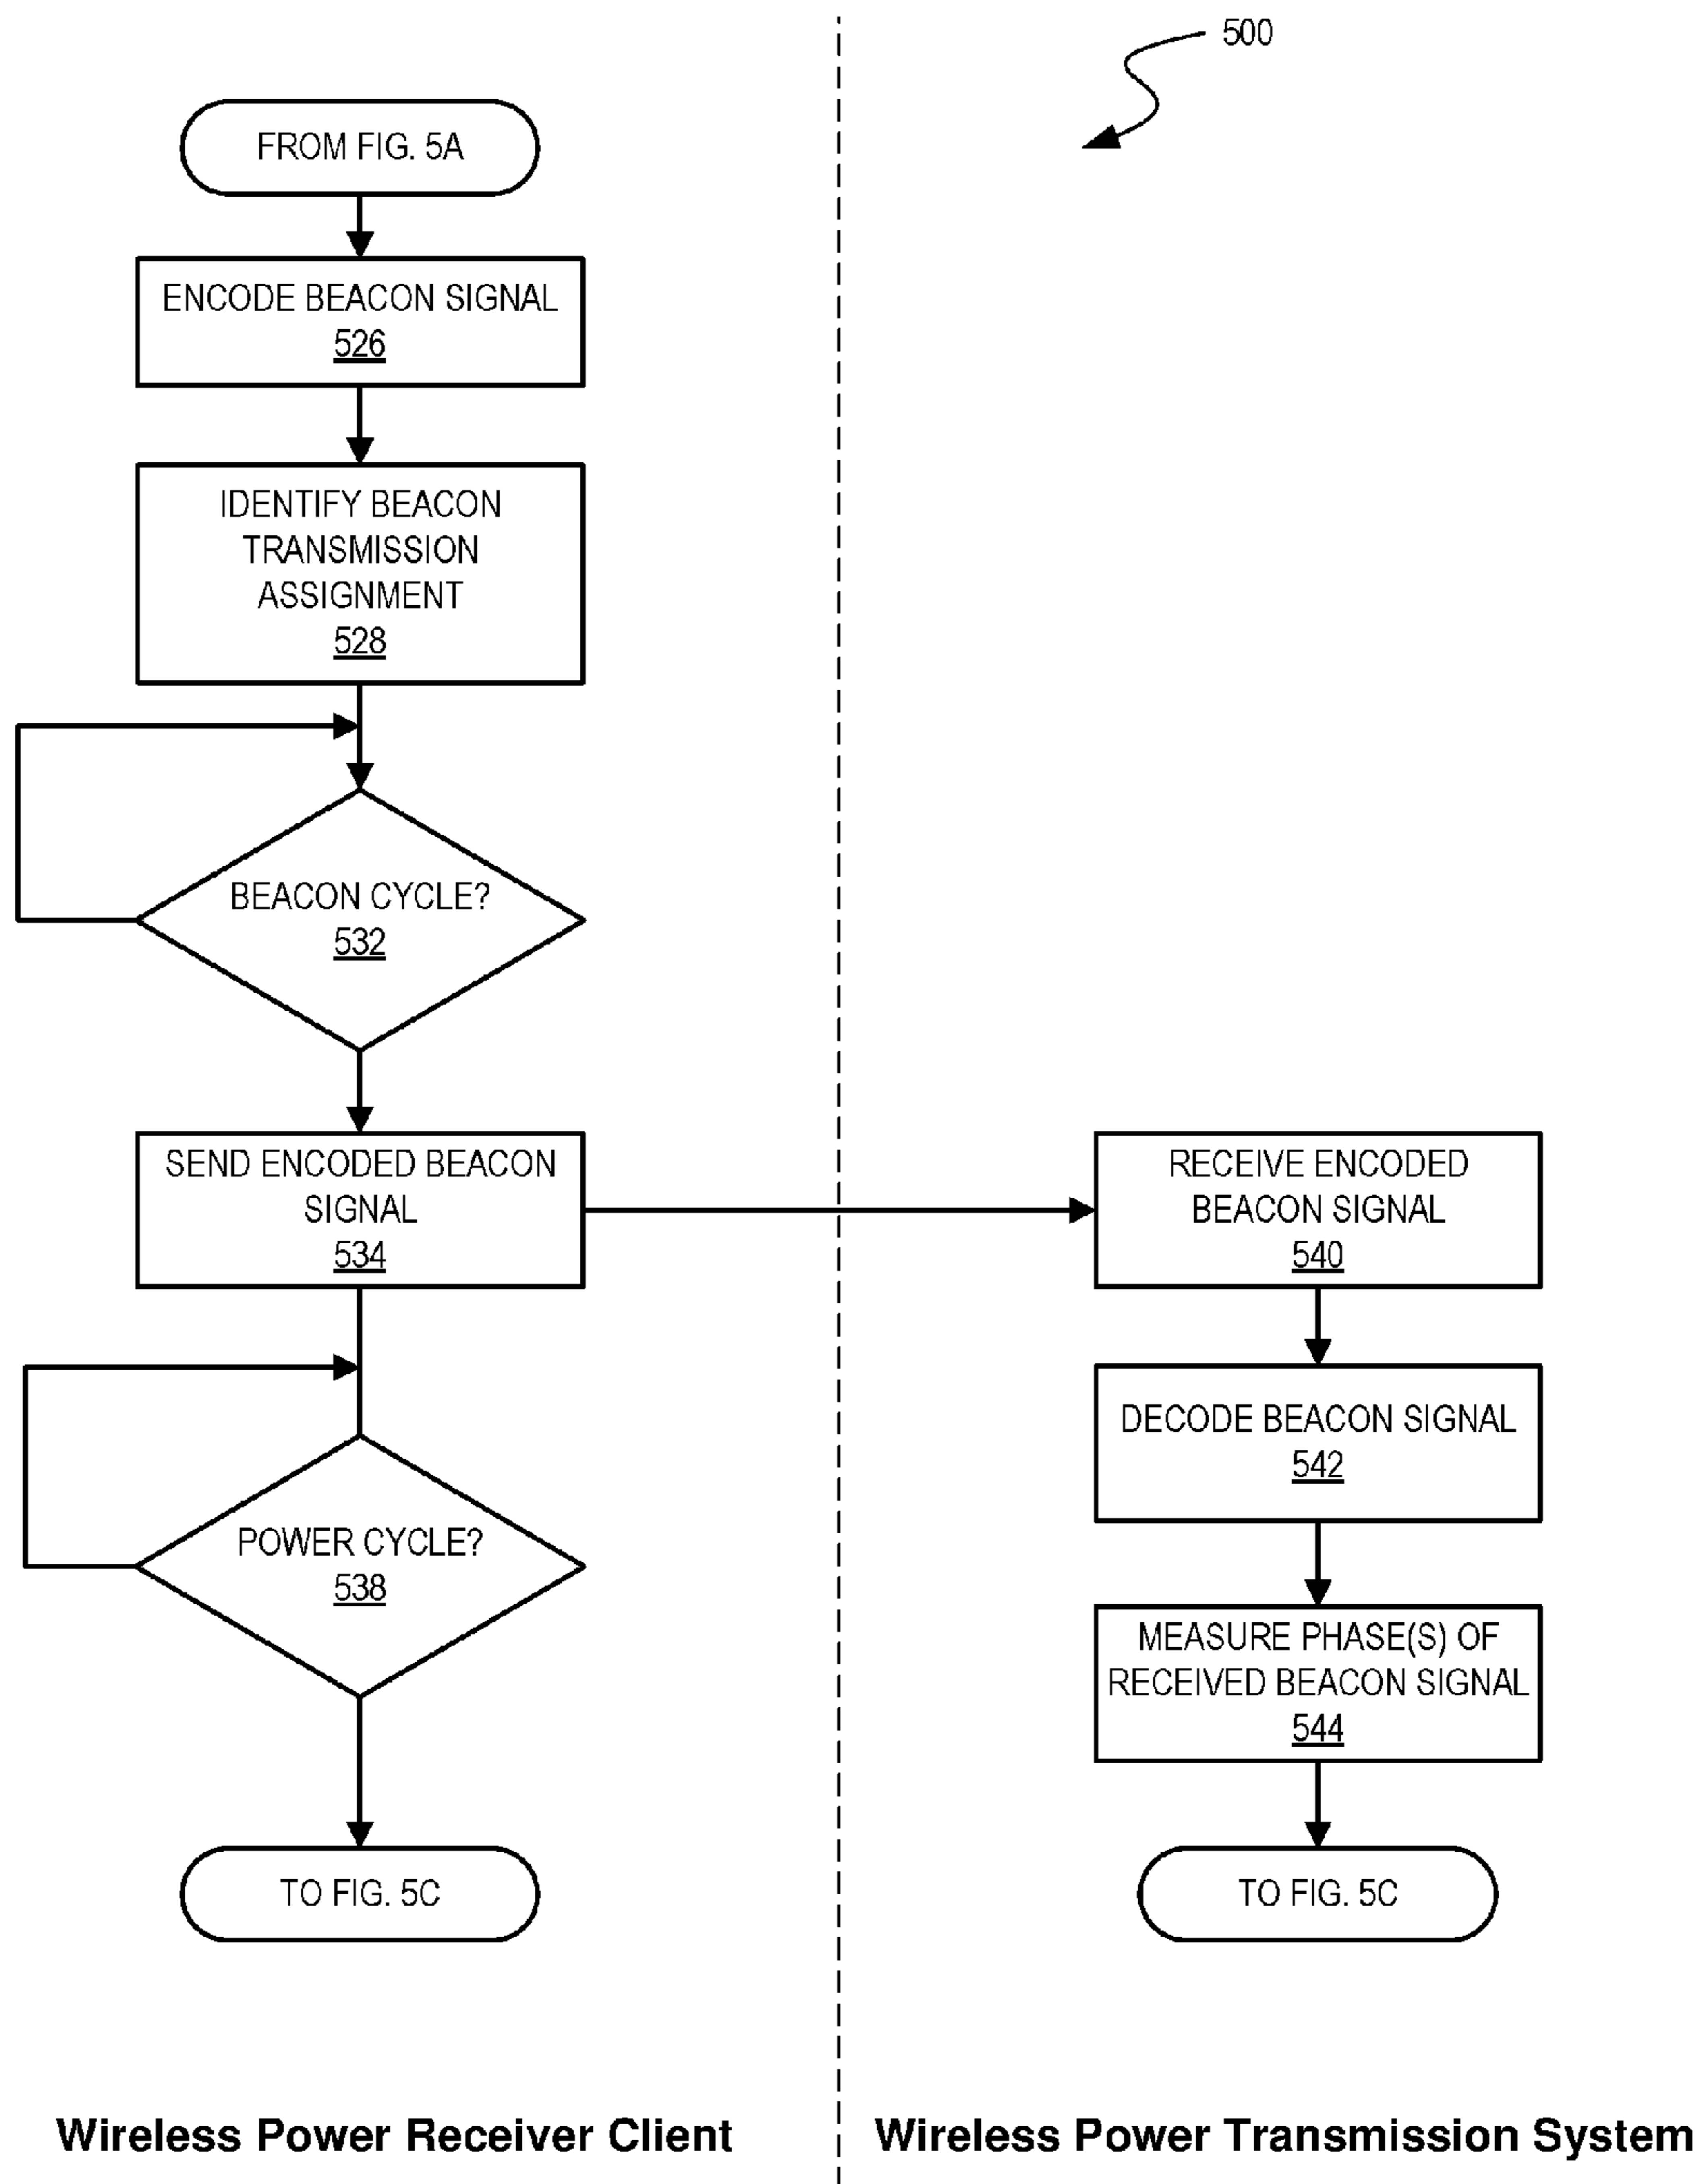 500
FROM FIG. 5A
ENCODE BEACON SIGNAL
526
IDENTIFY BEACON
TRANSMISSION
ASSIGNMENT
528
BEACON CYCLE?
532
SEND ENCODED BEACON
SIGNAL
534
POWER CYCLE?
538
TO FIG. 5C
RECEIVE ENCODED
BEACON SIGNAL
540
DECODE BEACON SIGNAL
542
MEASURE PHASE(S) OF
RECEIVED BEACON SIGNAL
544
TO FIG. 5C
Wireless Power Receiver Client
Wireless Power Transmission System